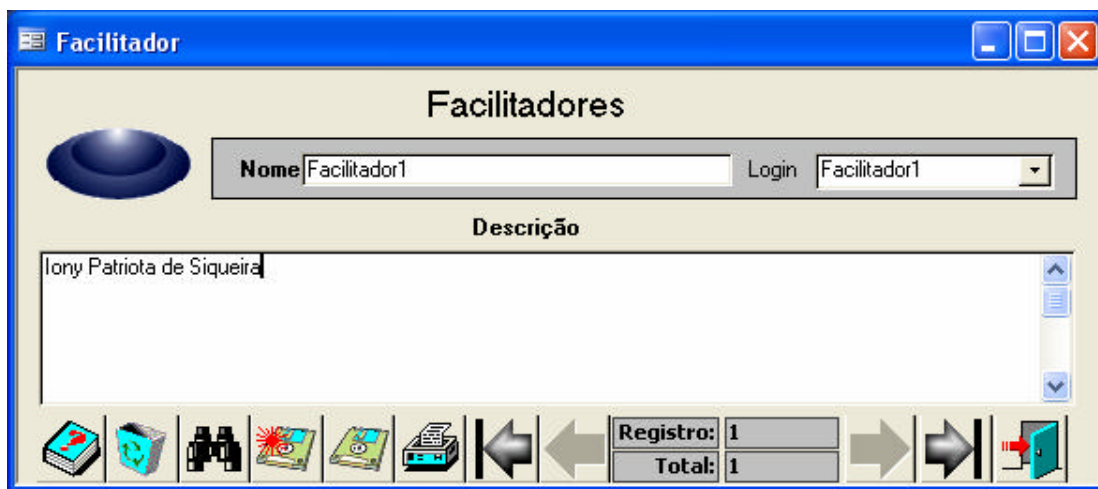 Facilitador
Facilitadores
Nome Facilitador1 Login Facilitador1
Descrição
Iony Patriota de Siqueira
Registro: 1
Total: 1